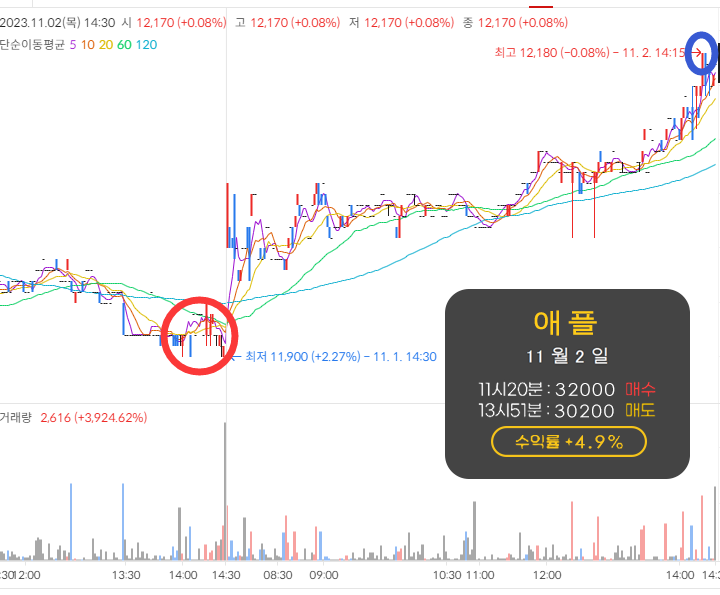 2023.11.02(목) 14:30 시 12,170 (+0.08%) 고 12,170 (+0.08%) 저 12,170 (+0.08%) 종 12,170 (+0.08%)
단순이동평균 5 10 20 60 120
최고 12,180 (-0.08%) - 11. 2. 14:15→
애플
11월 2일
11시20분 : 32000 매수
13시51분 : 30200 매도
수익률 +4.9%
← 최저 11,900 (+2.27%) - 11. 1. 14:30
거래량 2,616 (+3,924.62%)
:30 12:00 13:30 14:00 14:30 08:30 09:00 10:30 11:00 12:00 14:00 14:3